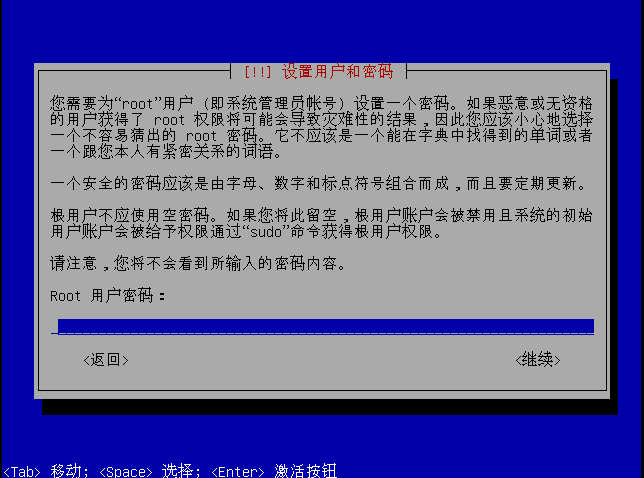 [!!] 设置用户和密码
您需要为“root”用户 (即系统管理员帐号) 设置一个密码。如果恶意或无资格
的用户获得了 root 权限将可能会导致灾难性的结果，因此您应该小心地选择
一个不容易猜出的 root 密码。它不应该是一个能在字典中找得到的单词或者
一个跟您本人有紧密关系的词语。
一个安全的密码应该是由字母、数字和标点符号组合而成，而且要定期更新。
根用户不应使用空密码。如果您将此留空，根用户账户会被禁用且系统的初始
用户账户会被给予权限通过“sudo”命令获得根用户权限。
请注意，您将不会看到所输入的密码内容。
Root 用户密码：
<返回> <继续>
<Tab> 移动; <Space> 选择; <Enter> 激活按钮